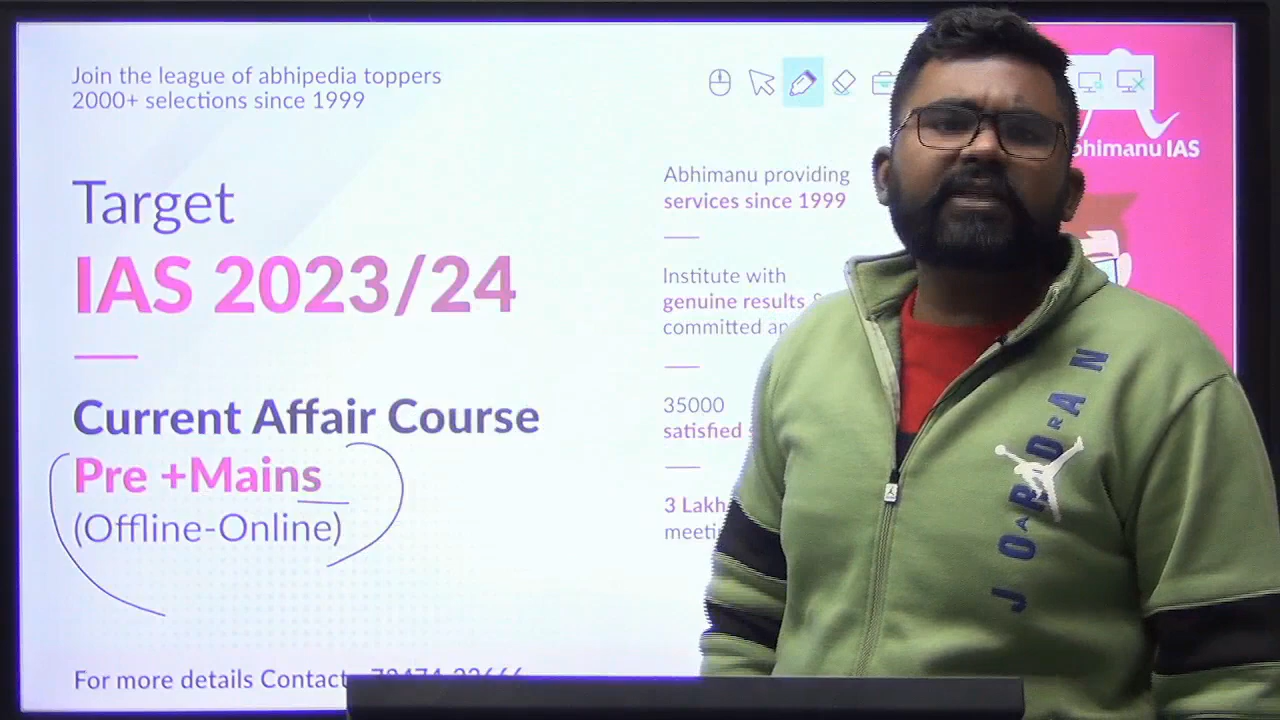 Join the league of abhipedia toppers
2000+ selections since 1999
Target
IAS 2023/24
Current Affair Course
Pre +Mains
(Offline-Online)
For more details Contact
Abhimanu providing
services since 1999
Institute with
genuine results
committed
35000
satisfied
3 Lakh
IAS
JORDAN
JORDAN